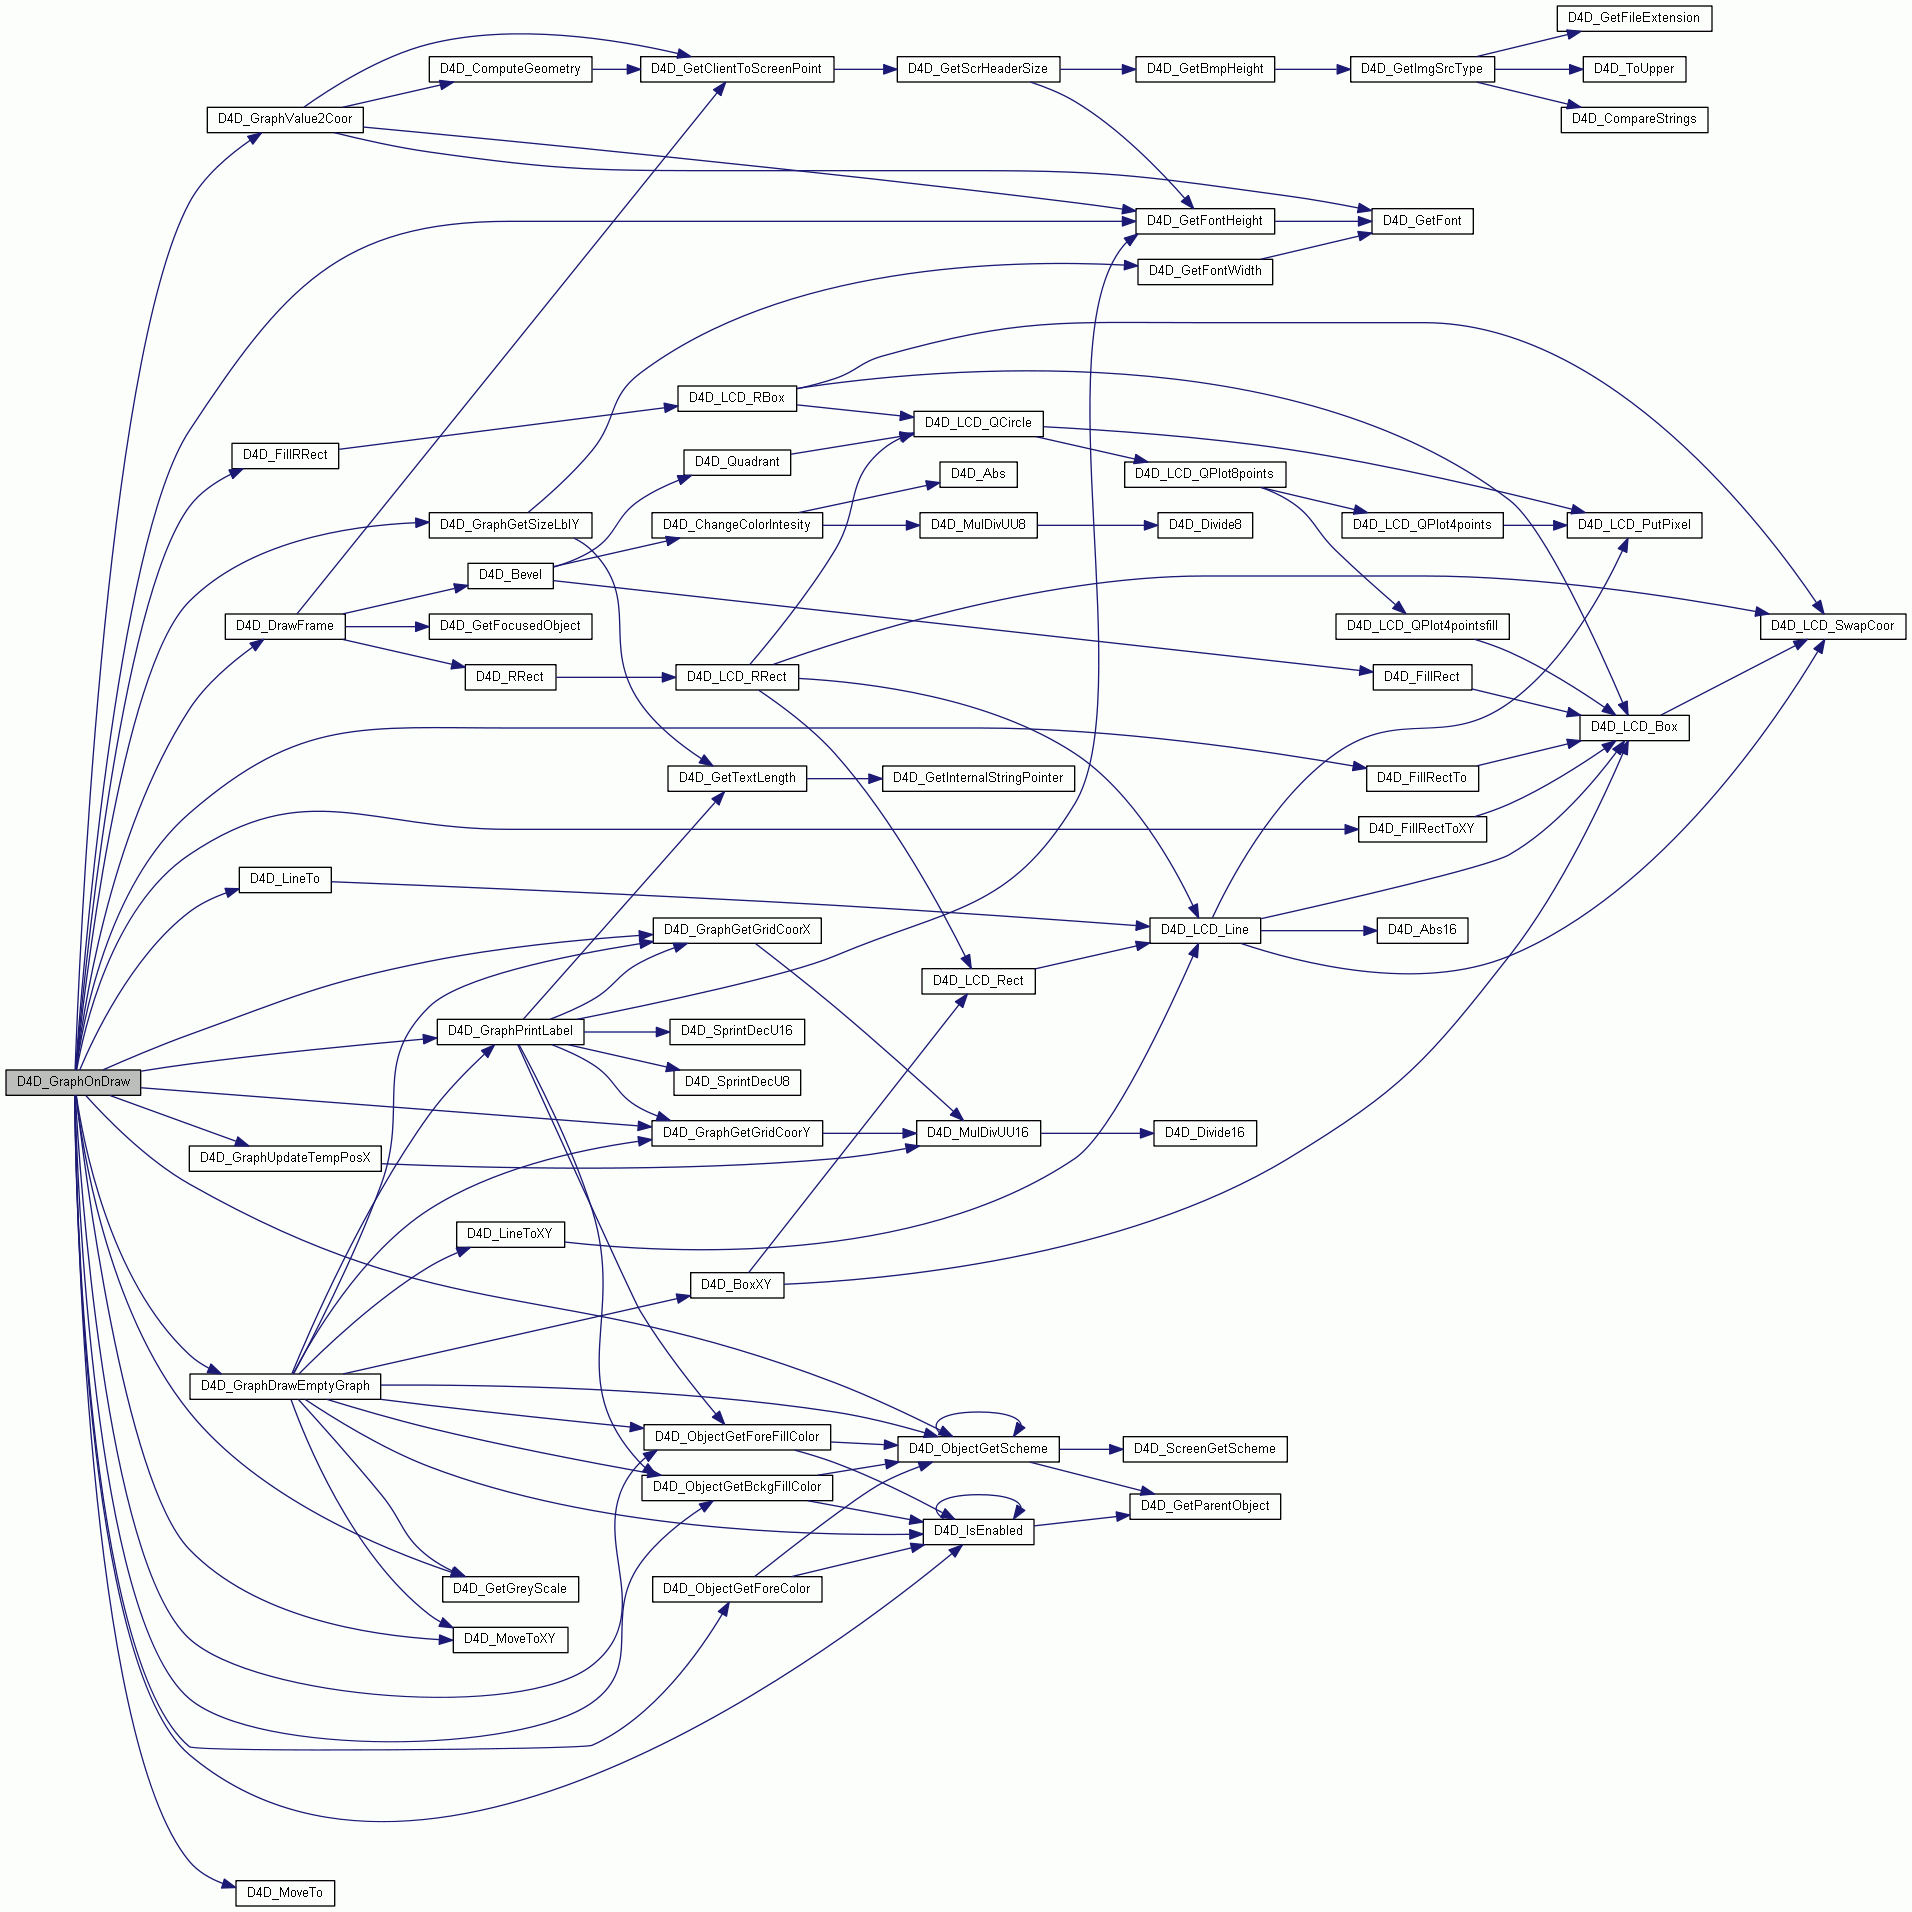 D4D_GetFileExtension
D4D_ComputeGeometry
D4D_GetClientToScreenPoint
D4D_GetScrHeaderSize
D4D_GetBmpHeight
D4D_GetImgSrcType
D4D_ToUpper
D4D_GraphValue2Coor
D4D_CompareStrings
D4D_GetFontHeight
D4D_GetFont
D4D_GetFontWidth
D4D_LCD_RBox
D4D_LCD_QCircle
D4D_FillRRect
D4D_Quadrant
D4D_Abs
D4D_LCD_QPlot8points
D4D_GraphGetSizeLblY
D4D_ChangeColorIntesity
D4D_MulDivUU8
D4D_Divide8
D4D_LCD_QPlot4points
D4D_LCD_PutPixel
D4D_Bevel
D4D_DrawFrame
D4D_GetFocusedObject
D4D_LCD_QPlot4pointsfill
D4D_LCD_SwapCoor
D4D_RRect
D4D_LCD_RRect
D4D_FillRect
D4D_LCD_Box
D4D_GetTextLength
D4D_GetInternalStringPointer
D4D_FillRectTo
D4D_FillRectToXY
D4D_LineTo
D4D_GraphGetGridCoorX
D4D_LCD_Line
D4D_Abs16
D4D_LCD_Rect
D4D_GraphPrintLabel
D4D_SprintDecU16
D4D_GraphOnDraw
D4D_SprintDecU8
D4D_GraphGetGridCoorY
D4D_MulDivUU16
D4D_Divide16
D4D_GraphUpdateTempPosX
D4D_LineToXY
D4D_BoxXY
D4D_GraphDrawEmptyGraph
D4D_ObjectGetForeFillColor
D4D_ObjectGetScheme
D4D_ScreenGetScheme
D4D_ObjectGetBckgFillColor
D4D_GetParentObject
D4D_IsEnabled
D4D_GetGreyScale
D4D_ObjectGetForeColor
D4D_MoveToXY
D4D_MoveTo